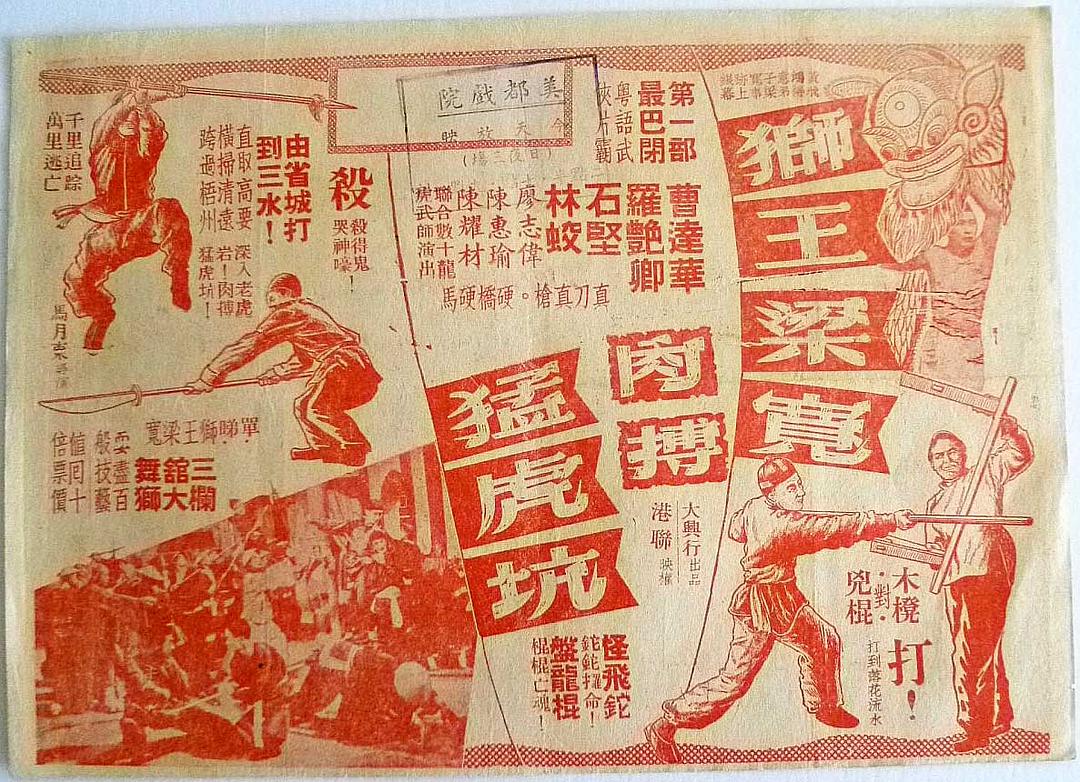 獅王梁寬
肉搏
猛虎坑
第一部
最巴閉
粵語武
俠片霸
曹達華
羅艷卿
石堅
林蛟
廖志偉
陳惠瑜
陳耀材
聯合數十龍
虎武師演出
直刀直槍。硬橋硬馬
美都戲院
今天放映
殺
殺得鬼
哭神嚎!
由省城打
到三水!
直取高要
橫掃清遠
跨過梧州
深入老虎
岩!肉搏
猛虎坑!
千里追踪
萬里逃亡
單睇獅王梁寬
三欄
舘大
舞獅
耍盡百
般技藝
值回十
倍票價
大興行出品
港聯映權
怪飛鉈
鉈鉈攞命!
盤龍棍
棍棍亡魂!
木櫈
·對·
兇棍
打!
打到落花流水